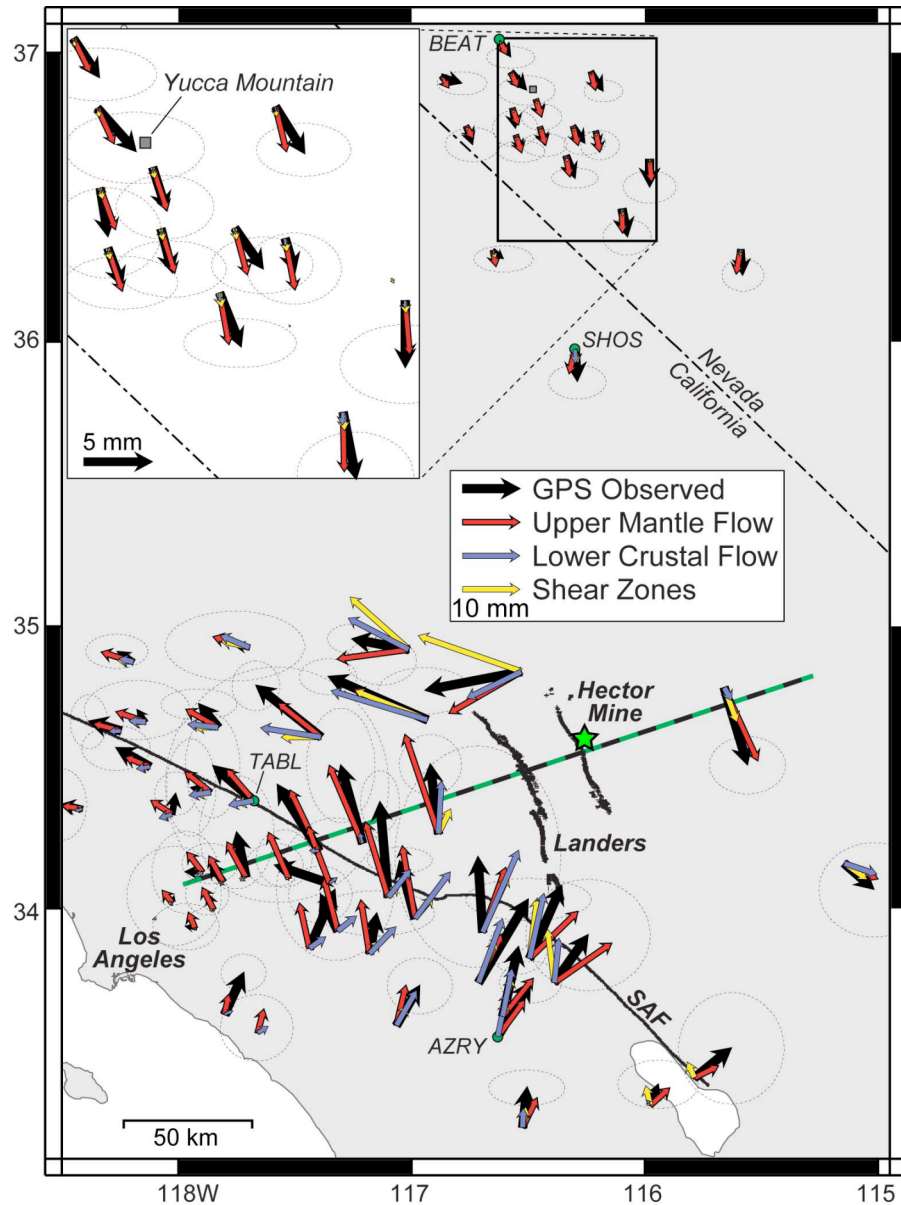 37
BEAT
Yucca Mountain
36
SHOS
Nevada
California
5 mm
GPS Observed
Upper Mantle Flow
Lower Crustal Flow
Shear Zones
10 mm
35
Hector
Mine
TABL
Landers
34
Los
Angeles
SAF
AZRY
50 km
118W
117
116
115